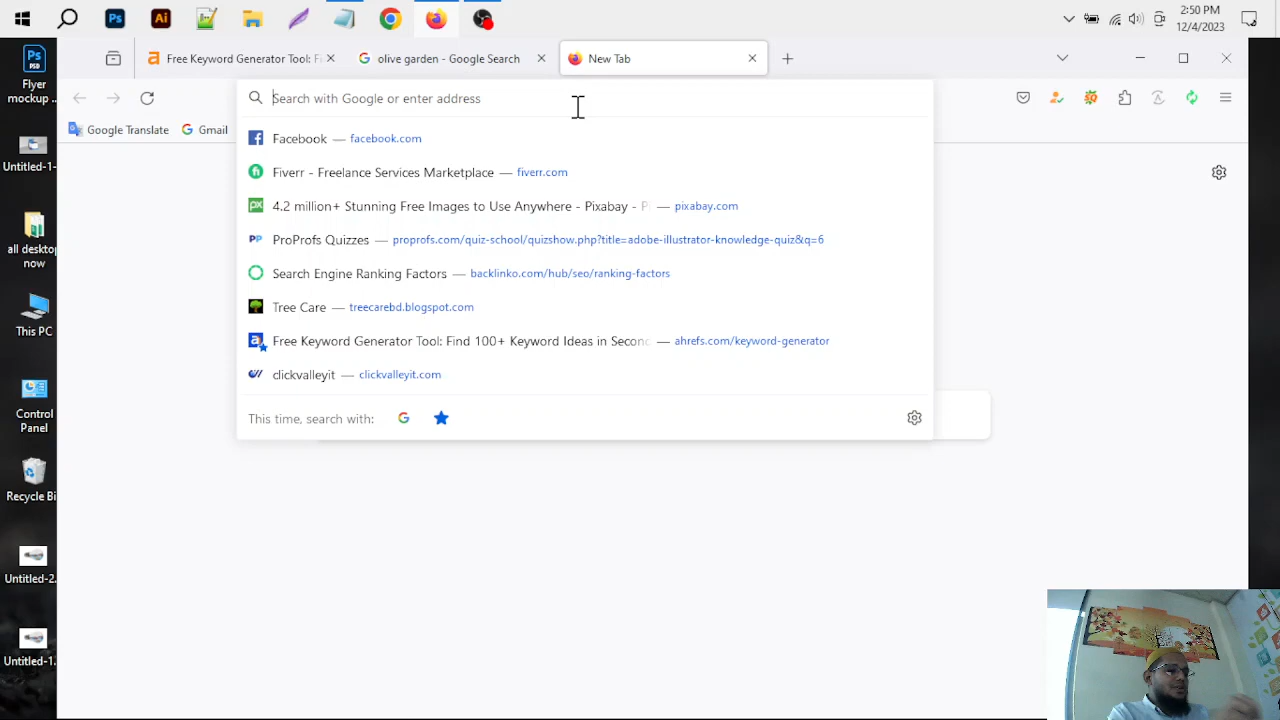 2:50 PM
12/4/2023
Free Keyword Generator Tool: Fi
olive garden - Google Search
New Tab
Search with Google or enter address
Google Translate
Gmail
Facebook — facebook.com
Fiverr - Freelance Services Marketplace — fiverr.com
4.2 million+ Stunning Free Images to Use Anywhere - Pixabay - P — pixabay.com
ProProfs Quizzes — proprofs.com/quiz-school/quizshow.php?title=adobe-illustrator-knowledge-quiz&q=6
Search Engine Ranking Factors — backlinko.com/hub/seo/ranking-factors
Tree Care — treecarebd.blogspot.com
Free Keyword Generator Tool: Find 100+ Keyword Ideas in Secon — ahrefs.com/keyword-generator
clickvalleyit — clickvalleyit.com
This time, search with:
Flyer
mockup ...
Untitled-1
all desktop
now
This PC
Control
Panel
Recycle Bin
Untitled-2.
Untitled-1.